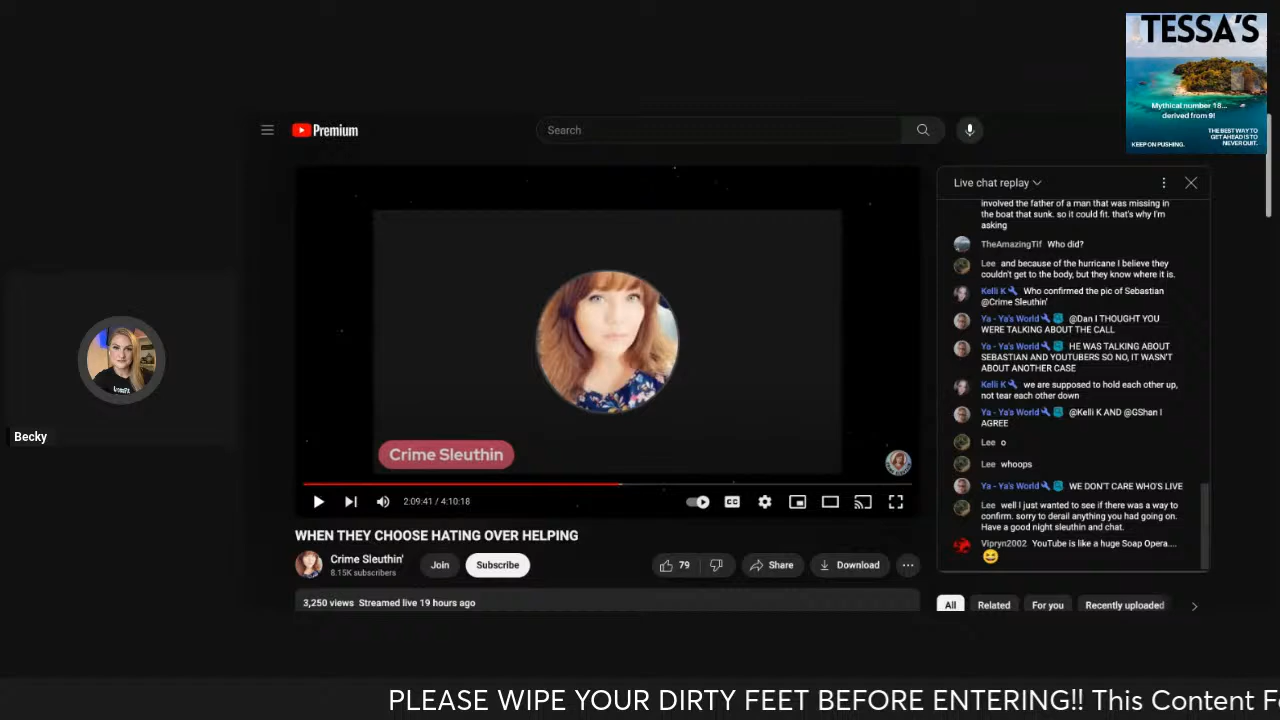 TESSA'S
Mythical number 18...
derived from 9!
THE BEST WAY TO
GET AHEAD IS TO
NEVER QUIT.
KEEP ON PUSHING.
Premium
Search
Crime Sleuthin
2:09:41 / 4:10:18
WHEN THEY CHOOSE HATING OVER HELPING
Crime Sleuthin'
8.15K subscribers
Join
Subscribe
79
Share
Download
3,250 views Streamed live 19 hours ago
Live chat replay
involved the father of a man that was missing in
the boat that sunk. so it could fit. that's why I'm
asking
TheAmazingTif Who did?
Lee and because of the hurricane I believe they
couldn't get to the body, but they know where it is.
Kelli K Who confirmed the pic of Sebastian
@Crime Sleuthin'
Ya - Ya's World @Dan I THOUGHT YOU
WERE TALKING ABOUT THE CALL
Ya - Ya's World HE WAS TALKING ABOUT
SEBASTIAN AND YOUTUBERS SO NO, IT WASN'T
ABOUT ANOTHER CASE
Kelli K we are supposed to hold each other up,
not tear each other down
Ya - Ya's World @Kelli K AND @GShan I
AGREE
Lee o
Lee whoops
Ya - Ya's World WE DON'T CARE WHO'S LIVE
Lee well I just wanted to see if there was a way to
confirm. sorry to derail anything you had going on.
Have a good night sleuthin and chat.
Vipryn2002 YouTube is like a huge Soap Opera....
All Related For you Recently uploaded
Becky
PLEASE WIPE YOUR DIRTY FEET BEFORE ENTERING!! This Content F